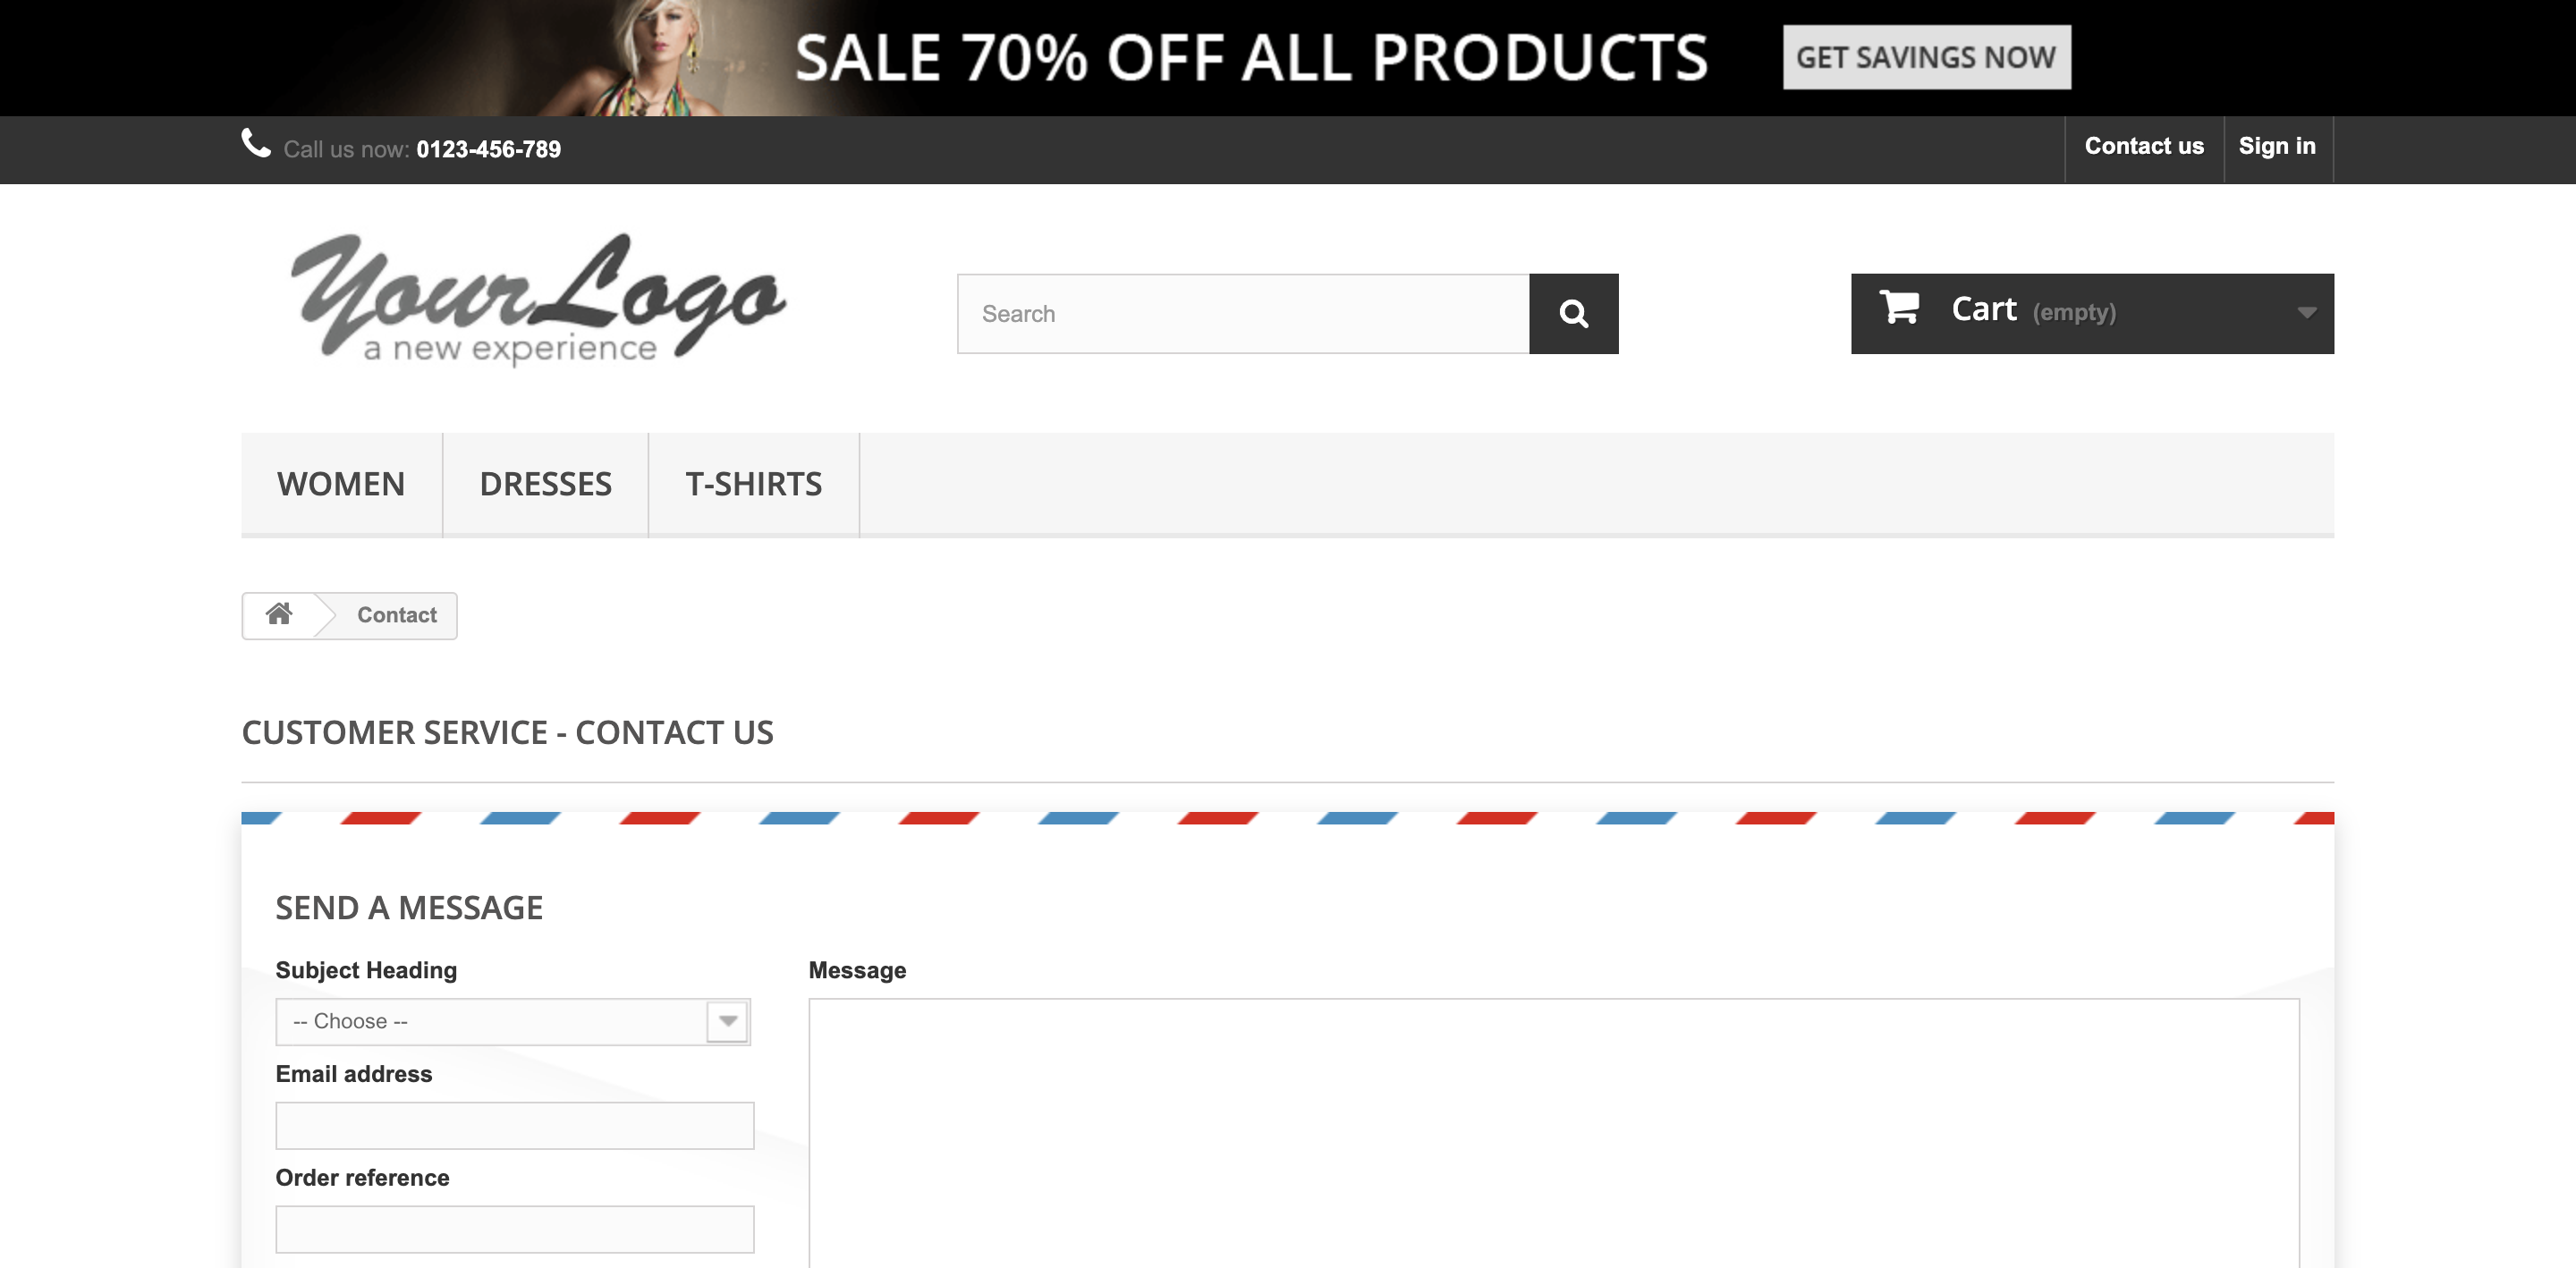 SALE 70% OFF ALL PRODUCTS GET SAVINGS NOW
Call us now: 0123-456-789 Contact us Sign in
YourLogo
a new experience
Search
Cart (empty)
WOMEN DRESSES T-SHIRTS
Contact
CUSTOMER SERVICE - CONTACT US
SEND A MESSAGE
Subject Heading
-- Choose --
Email address
Order reference
Message